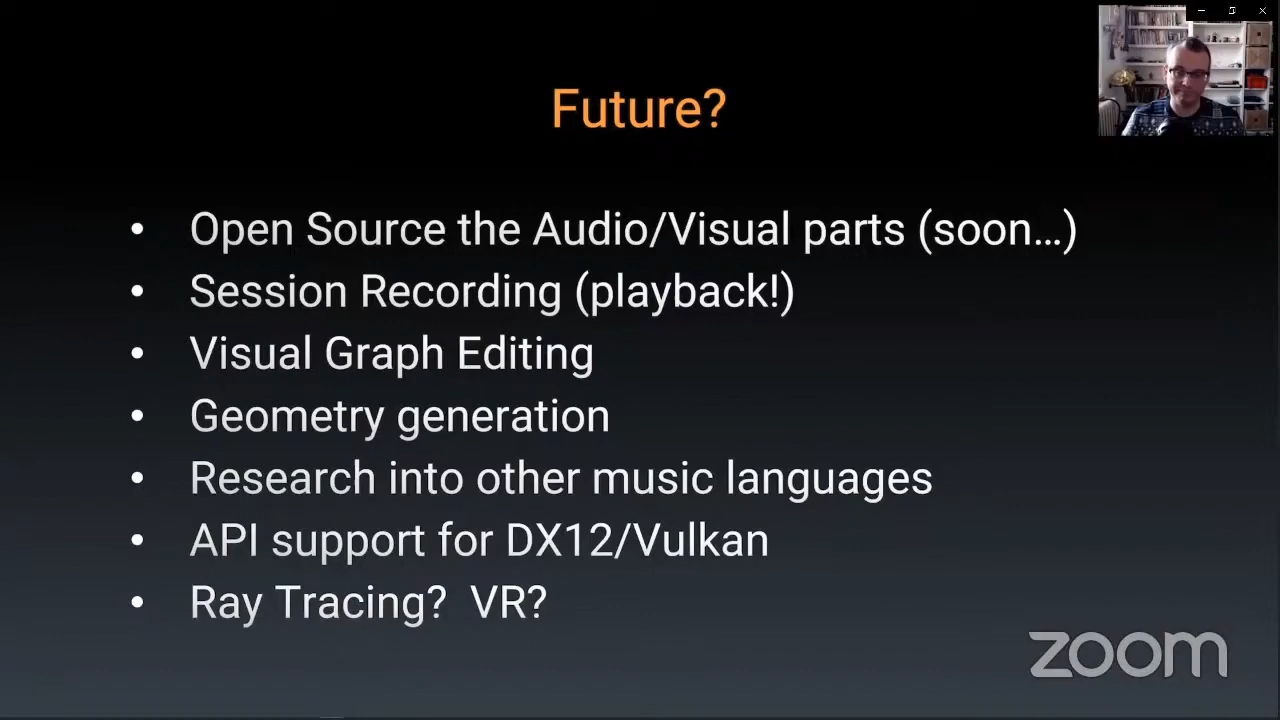 Future?
• Open Source the Audio/Visual parts (soon…)
• Session Recording (playback!)
• Visual Graph Editing
• Geometry generation
• Research into other music languages
• API support for DX12/Vulkan
• Ray Tracing?  VR?
zoom